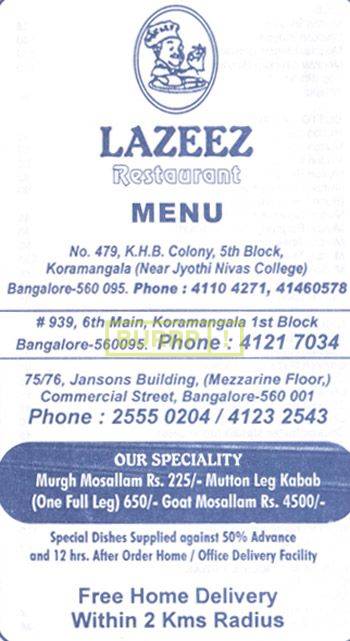 LAZEEZ
Restaurant
MENU
No. 479, K.H.B. Colony, 5th Block,
Koramangala (Near Jyothi Nivas College)
Bangalore-560 095. Phone : 4110 4271, 41460578
# 939, 6th Main, Koramangala 1st Block
Bangalore-560095. Phone : 4121 7034
75/76, Jansons Building, (Mezzarine Floor,)
Commercial Street, Bangalore-560 001
Phone : 2555 0204 / 4123 2543
OUR SPECIALITY
Murgh Mosallam Rs. 225/- Mutton Leg Kabab
(One Full Leg) 650/- Goat Mosallam Rs. 4500/-
Special Dishes Supplied against 50% Advance
and 12 hrs. After Order Home / Office Delivery Facility
Free Home Delivery
Within 2 Kms Radius